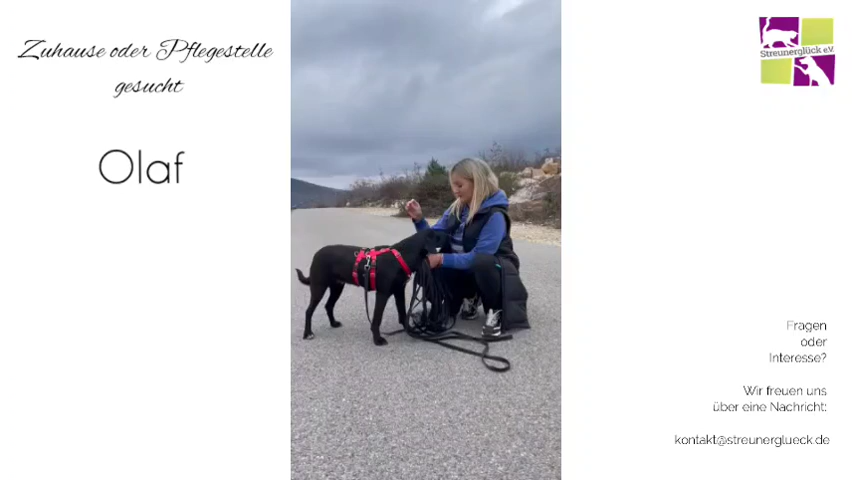 Zuhause oder Pflegestelle
gesucht
Olaf
Streunerglück e.V.
Fragen
oder
Interesse?
Wir freuen uns
über eine Nachricht:
kontakt@streunerglueck.de